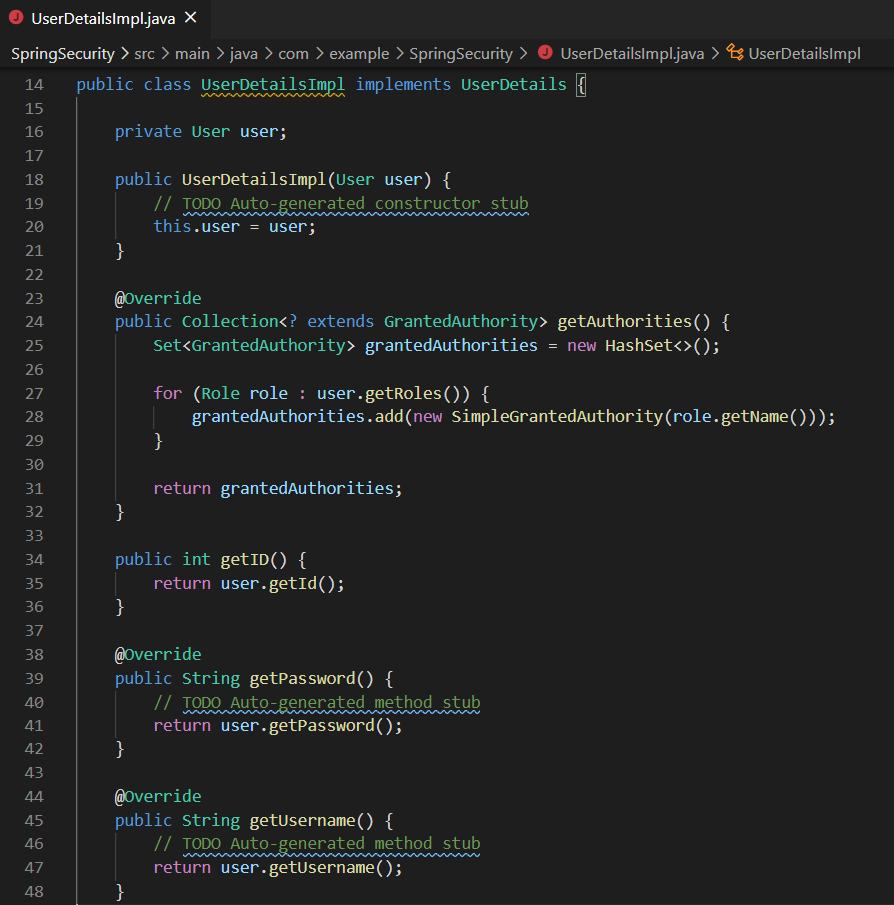 UserDetailsImpl.java ×
SpringSecurity > src > main > java > com > example > SpringSecurity > UserDetailsImpl.java > UserDetailsImpl
14 public class UserDetailsImpl implements UserDetails {
15
16     private User user;
17
18     public UserDetailsImpl(User user) {
19         // TODO Auto-generated constructor stub
20         this.user = user;
21     }
22
23     @Override
24     public Collection<? extends GrantedAuthority> getAuthorities() {
25         Set<GrantedAuthority> grantedAuthorities = new HashSet<>();
26
27         for (Role role : user.getRoles()) {
28             grantedAuthorities.add(new SimpleGrantedAuthority(role.getName()));
29         }
30
31         return grantedAuthorities;
32     }
33
34     public int getID() {
35         return user.getId();
36     }
37
38     @Override
39     public String getPassword() {
40         // TODO Auto-generated method stub
41         return user.getPassword();
42     }
43
44     @Override
45     public String getUsername() {
46         // TODO Auto-generated method stub
47         return user.getUsername();
48     }